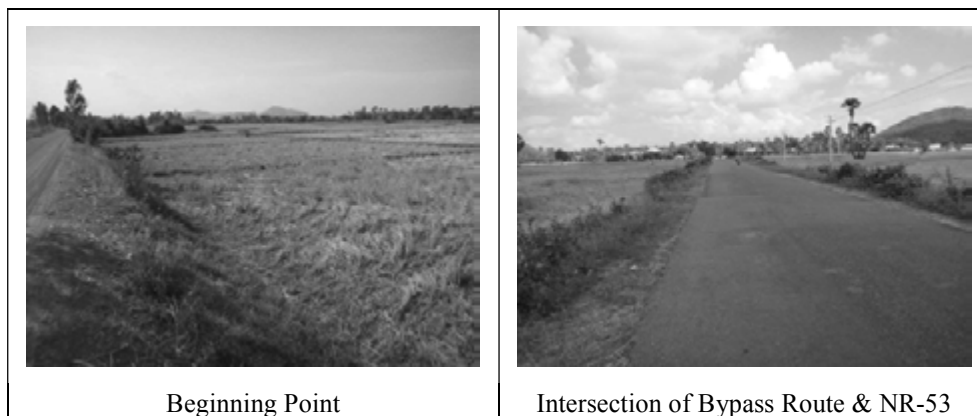 Beginning Point
Intersection of Bypass Route & NR-53